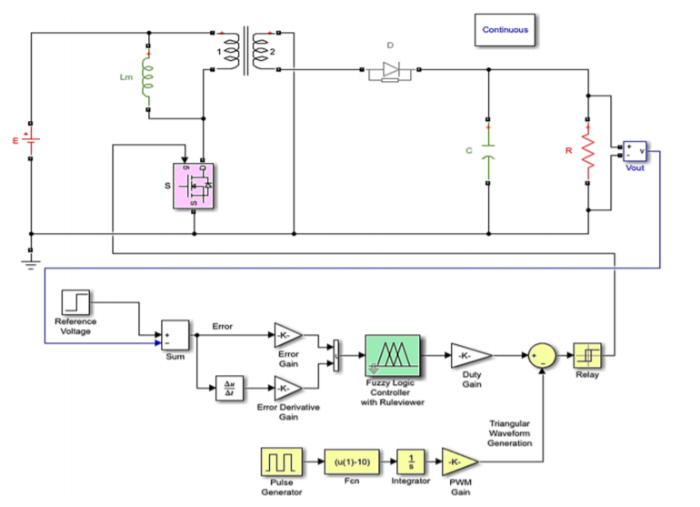 Continuous
D
1
2
Lm
E
C
R
+
-
v
Vout
g
D
S
S
Reference
Voltage
+
-
Sum
Error
-K-
Error
Gain
Δu
Δt
-K-
Error Derivative
Gain
Fuzzy Logic
Controller
with Ruleviewer
-K-
Duty
Gain
+
-
Relay
Triangular
Waveform
Generation
Pulse
Generator
(u(1)-10)
Fcn
1
s
Integrator
-K-
PWM
Gain